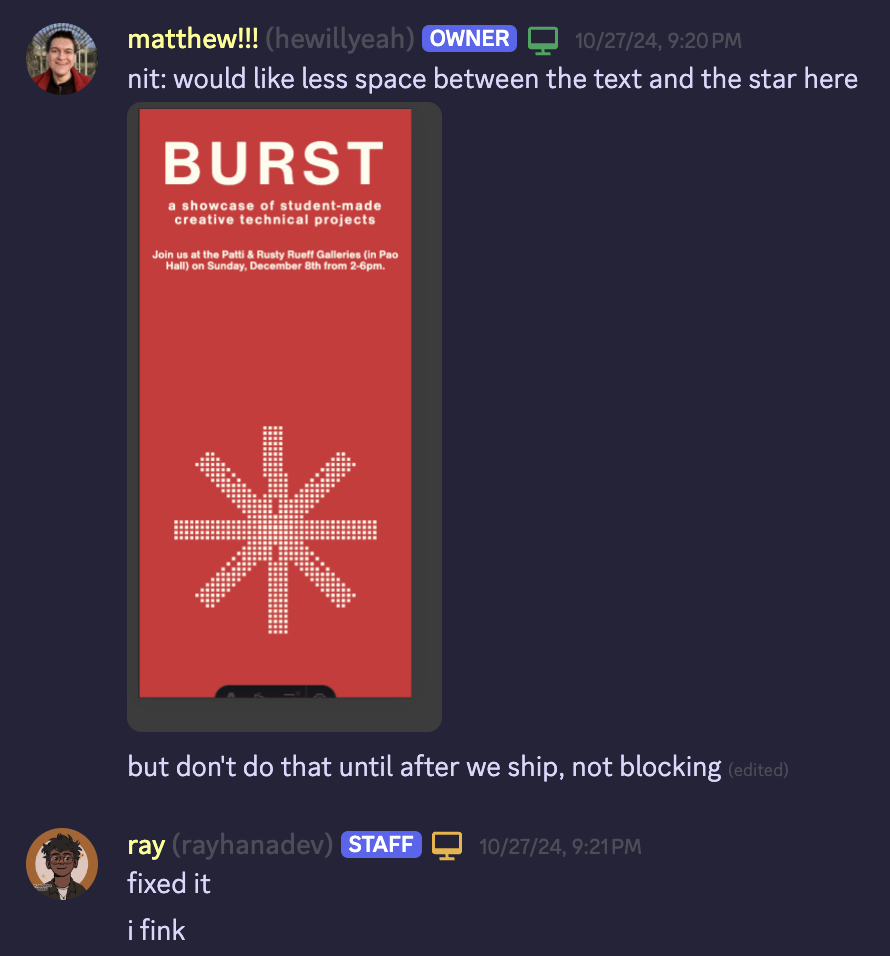 matthew!!! (hewillyeah) OWNER 10/27/24, 9:20 PM
nit: would like less space between the text and the star here
BURST
a showcase of student-made
creative technical projects
Join us at the Patti & Rusty Rueff Galleries (in Pao
Hall) on Sunday, December 8th from 2-6pm.
but don't do that until after we ship, not blocking (edited)
ray (rayhanadev) STAFF 10/27/24, 9:21 PM
fixed it
i fink